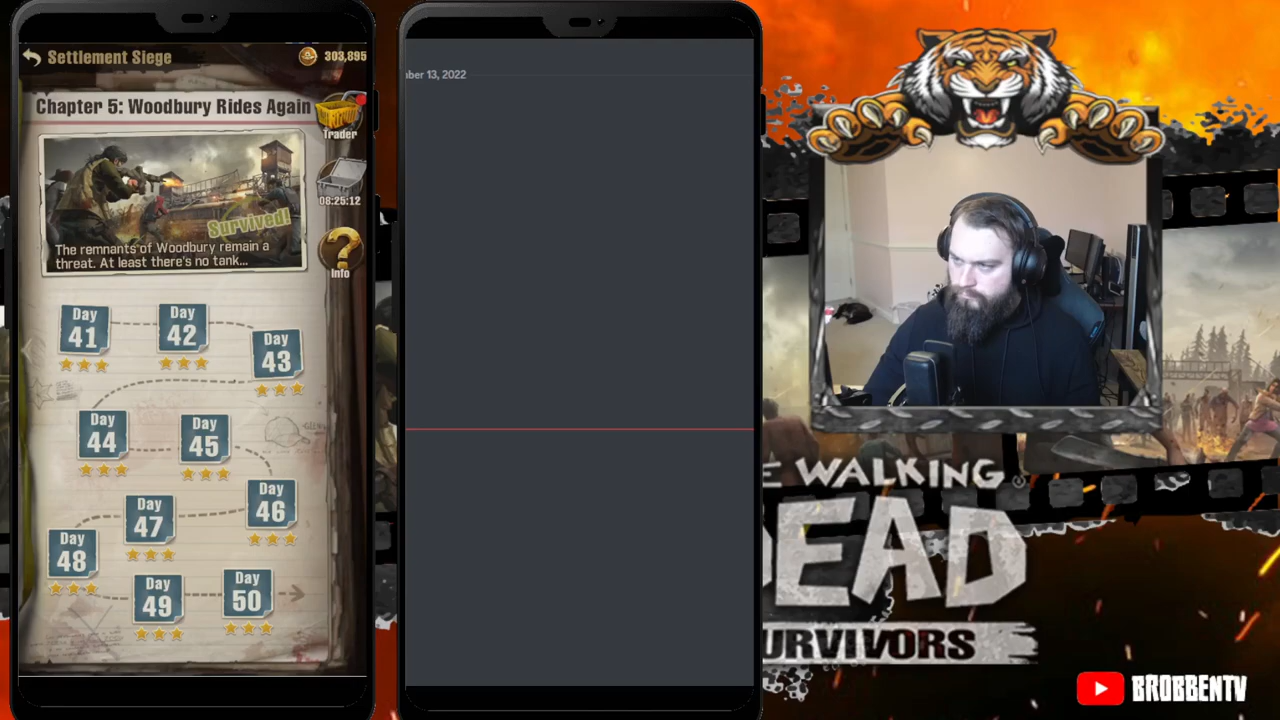 Settlement Siege
303,895
Chapter 5: Woodbury Rides Again
Trader
08:25:12
Survived!
The remnants of Woodbury remain a
threat. At least there's no tank...
Info
Day
41
Day
42
Day
43
Day
44
Day
45
Day
46
Day
47
Day
48
Day
49
Day
50
ber 13, 2022
E WALKING
DEAD
URVIVORS
BROBBENTV